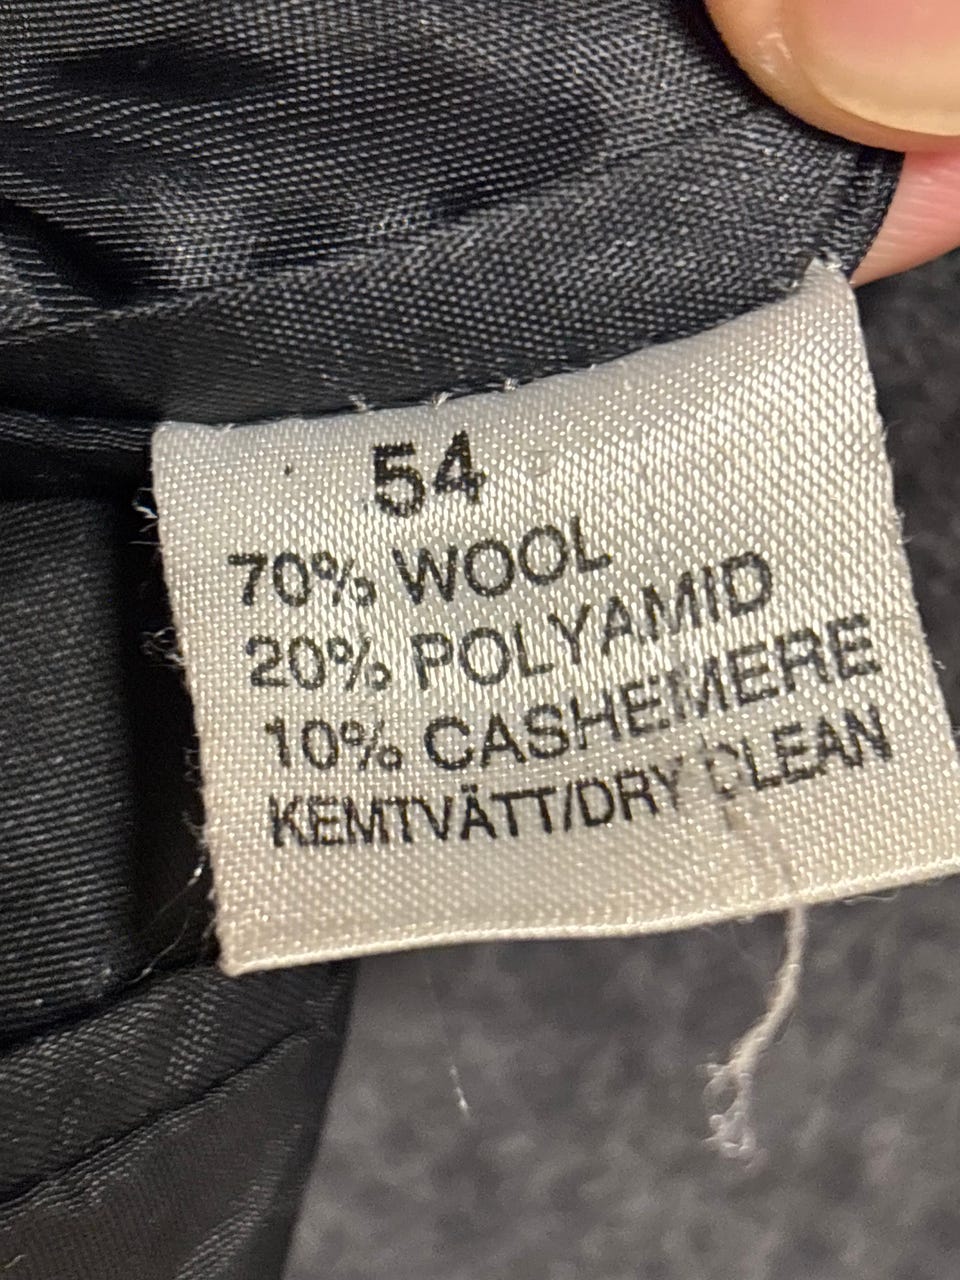 54
70% WOOL
20% POLYAMID
10% CASHEMERE
KEMTVÄTT/DRY CLEAN